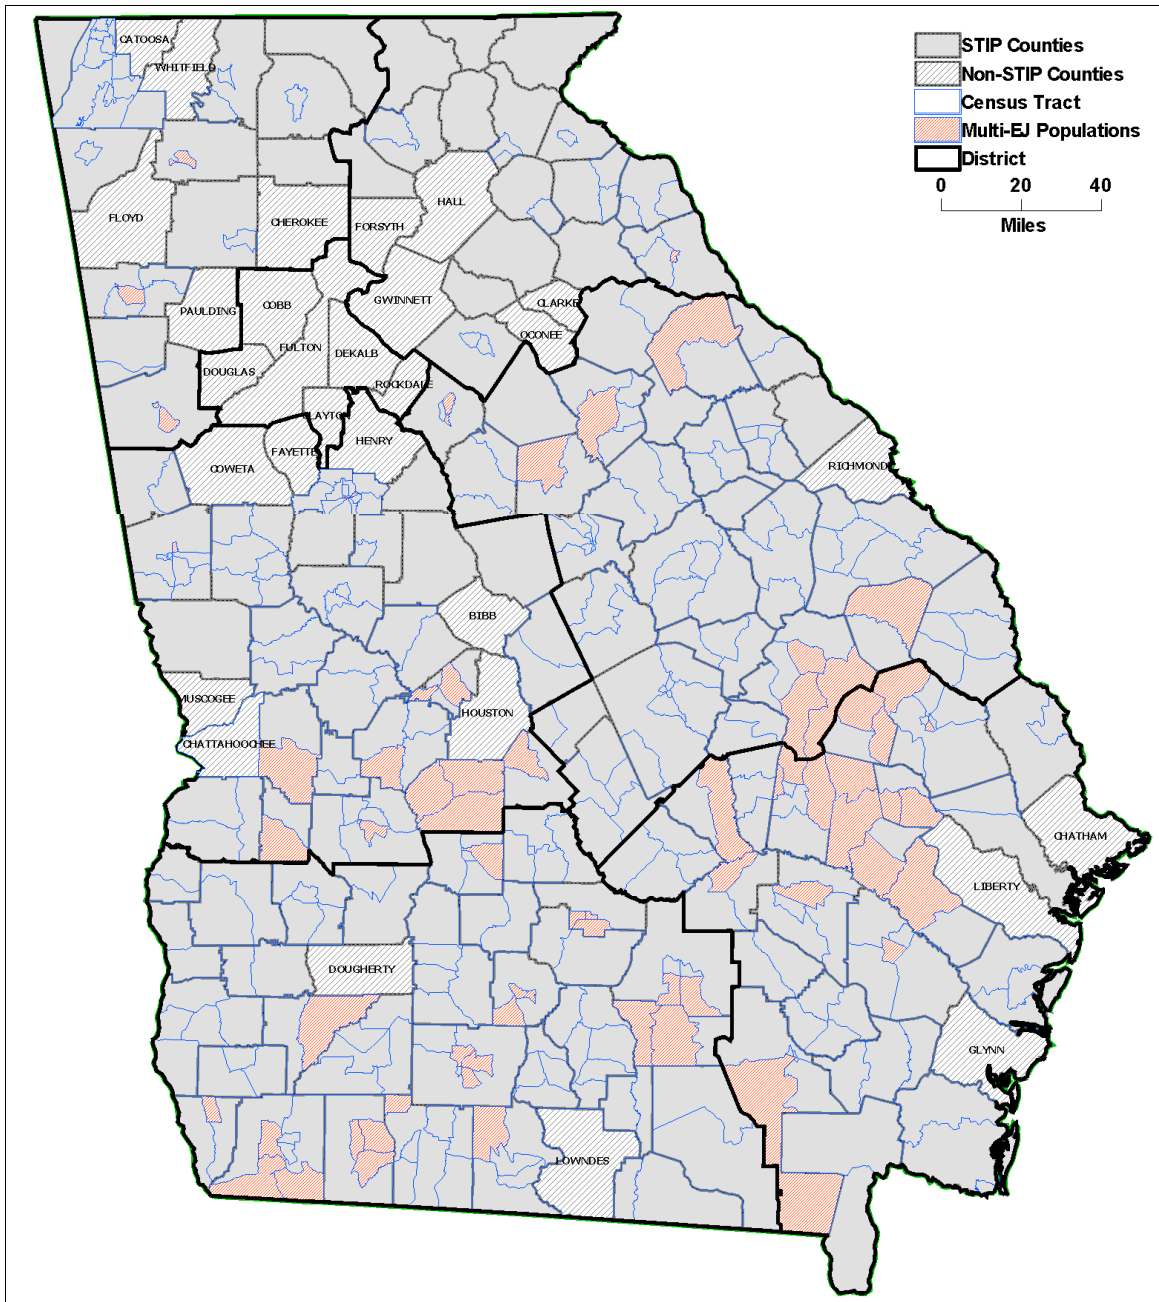 STIP Counties
Non-STIP Counties
Census Tract
Multi-EJ Populations
District
0 20 40
Miles
CATOOSA
WHITFIELD
HALL
FLOYD
CHEROKEE
FORSYTH
GWINNETT
CLARKE
COBB
PAULDING
OCONEE
FULTON
DEKALB
DOUGLAS
ROCKDALE
CLAYTON
HENRY
FAYETTE
COWETA
RICHMOND
BIBB
MUSCOGEE
HOUSTON
CHATTAHOOCHEE
CHATHAM
LIBERTY
DOUGHERTY
GLYNN
LOWNDES